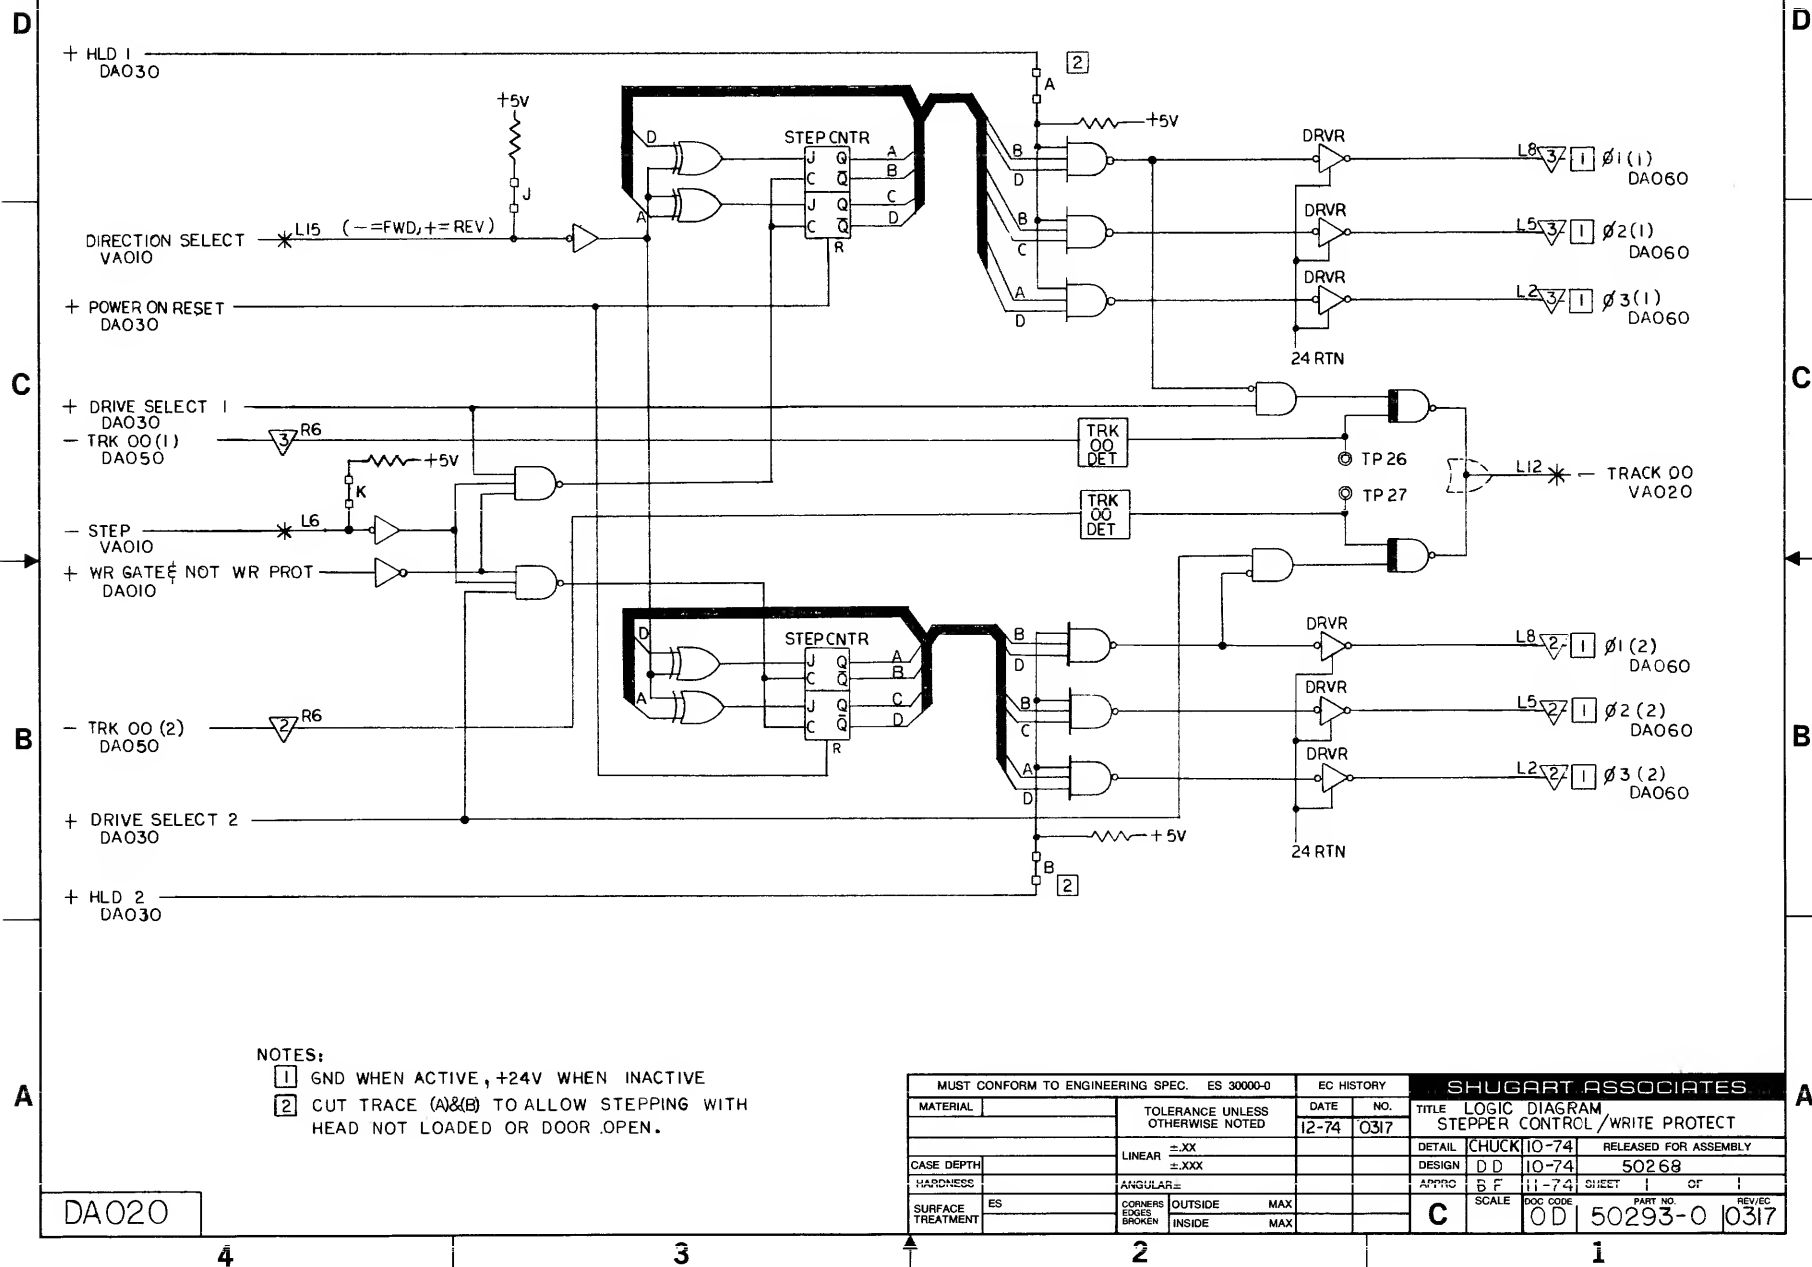 D
D
+ HLD 1
DA030
2
A
+5V
+5V
STEP CNTR
DRVR
D
J Q A
C Q̅ B
J Q C
C Q̅ D
R
A
B
D
L8 3 1 Ø1(1)
DA060
J
DIRECTION SELECT
VA010
L15 (-=FWD,+=REV)
B
C
DRVR
L5 3 1 Ø2(1)
DA060
+ POWER ON RESET
DA030
A
D
DRVR
L2 3 1 Ø3(1)
DA060
24 RTN
C
C
+ DRIVE SELECT 1
DA030
- TRK 00(1)
DA050
3 R6
TRK
00
DET
TP 26
+5V
K
TRK
00
DET
TP 27
L12 - TRACK 00
VA020
- STEP
VA010
L6
+ WR GATE & NOT WR PROT
DA010
STEP CNTR
D
J Q A
C Q̅ B
J Q C
C Q̅ D
R
A
B
D
DRVR
L8 2 1 Ø1(2)
DA060
B
C
DRVR
L5 2 1 Ø2(2)
DA060
B
B
- TRK 00 (2)
DA050
2 R6
A
D
DRVR
L2 2 1 Ø3(2)
DA060
+ DRIVE SELECT 2
DA030
+5V
24 RTN
B
2
+ HLD 2
DA030
A
A
NOTES:
1 GND WHEN ACTIVE, +24V WHEN INACTIVE
2 CUT TRACE (A)&(B) TO ALLOW STEPPING WITH
HEAD NOT LOADED OR DOOR OPEN.
MUST CONFORM TO ENGINEERING SPEC. ES 30000-0
EC HISTORY
SHUGART ASSOCIATES
MATERIAL
TOLERANCE UNLESS
OTHERWISE NOTED
DATE NO.
12-74 0317
TITLE LOGIC DIAGRAM
STEPPER CONTROL/WRITE PROTECT
LINEAR ±.XX
±.XXX
DETAIL CHUCK 10-74 RELEASED FOR ASSEMBLY
CASE DEPTH
DESIGN D D 10-74 50268
HARDNESS
ANGULAR±
APPRO B F 11-74 SHEET 1 OF 1
SURFACE
TREATMENT
ES
CORNERS
EDGES
BROKEN
OUTSIDE MAX
INSIDE MAX
C
SCALE
DOC CODE
OD
PART NO.
50293-0
REV/EC
0317
DA020
4
3
2
1